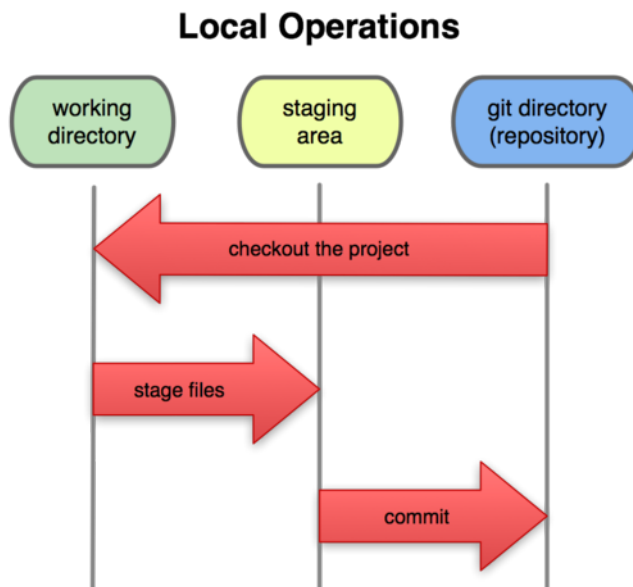 Local Operations
working
directory
staging
area
git directory
(repository)
checkout the project
stage files
commit